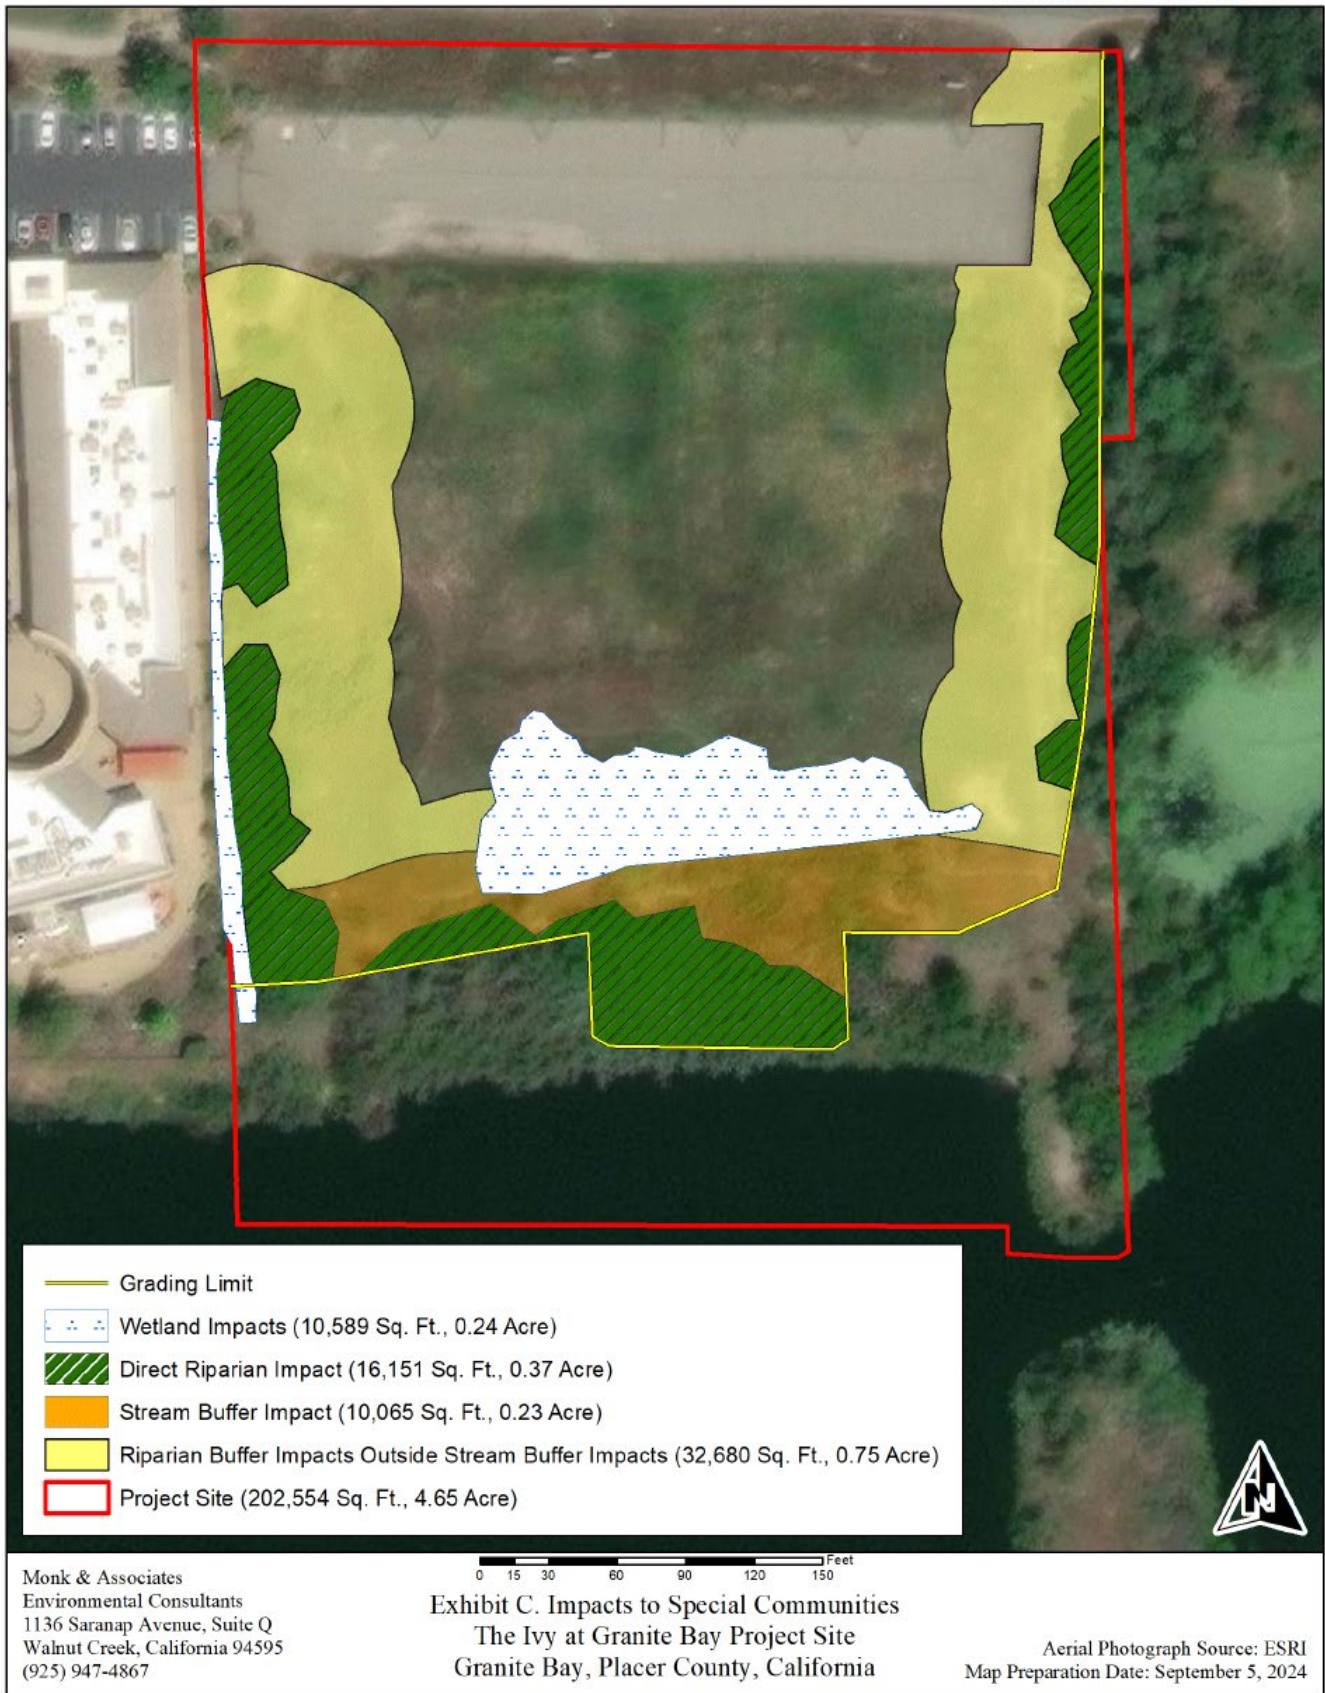 Grading Limit
Wetland Impacts (10,589 Sq. Ft., 0.24 Acre)
Direct Riparian Impact (16,151 Sq. Ft., 0.37 Acre)
Stream Buffer Impact (10,065 Sq. Ft., 0.23 Acre)
Riparian Buffer Impacts Outside Stream Buffer Impacts (32,680 Sq. Ft., 0.75 Acre)
Project Site (202,554 Sq. Ft., 4.65 Acre)
N
Monk & Associates
Environmental Consultants
1136 Saranap Avenue, Suite Q
Walnut Creek, California 94595
(925) 947-4867
Feet
0 15 30 60 90 120 150
Exhibit C. Impacts to Special Communities
The Ivy at Granite Bay Project Site
Granite Bay, Placer County, California
Aerial Photograph Source: ESRI
Map Preparation Date: September 5, 2024